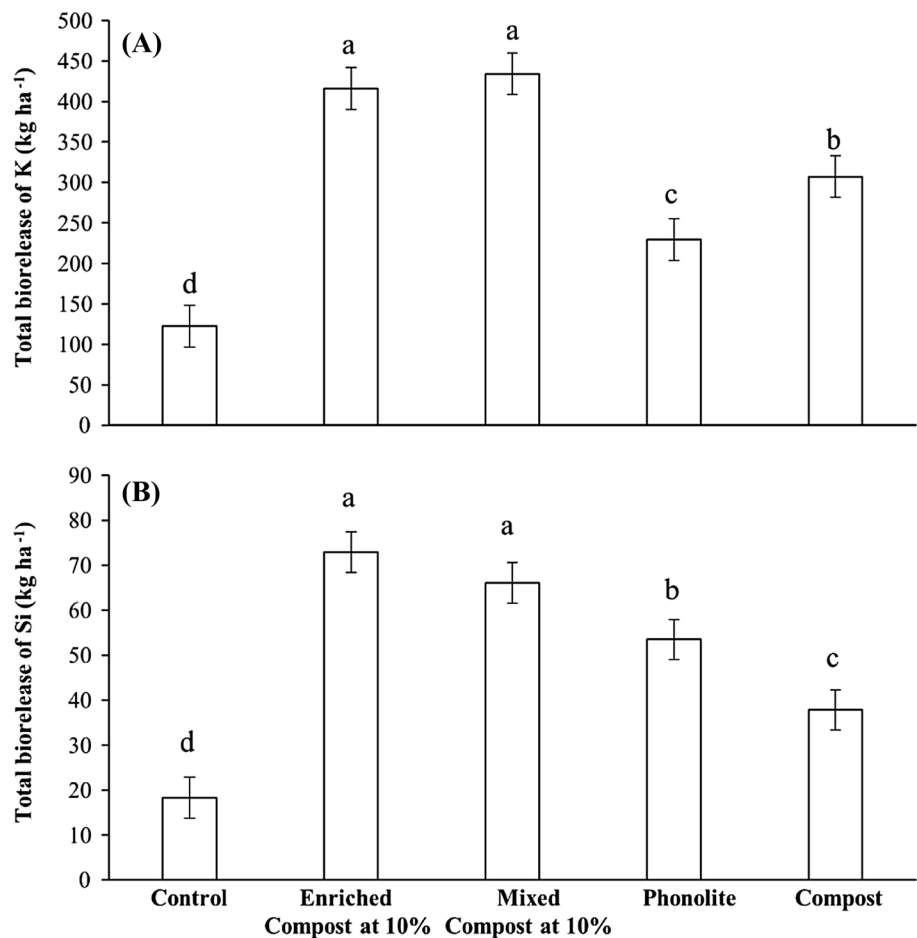 (A)
Total biorelease of K (kg ha⁻¹)
500
450
400
350
300
250
200
150
100
50
0
d
a
a
c
b
(B)
Total biorelease of Si (kg ha⁻¹)
90
80
70
60
50
40
30
20
10
0
d
a
a
b
c
Control
Enriched
Compost at 10%
Mixed
Compost at 10%
Phonolite
Compost